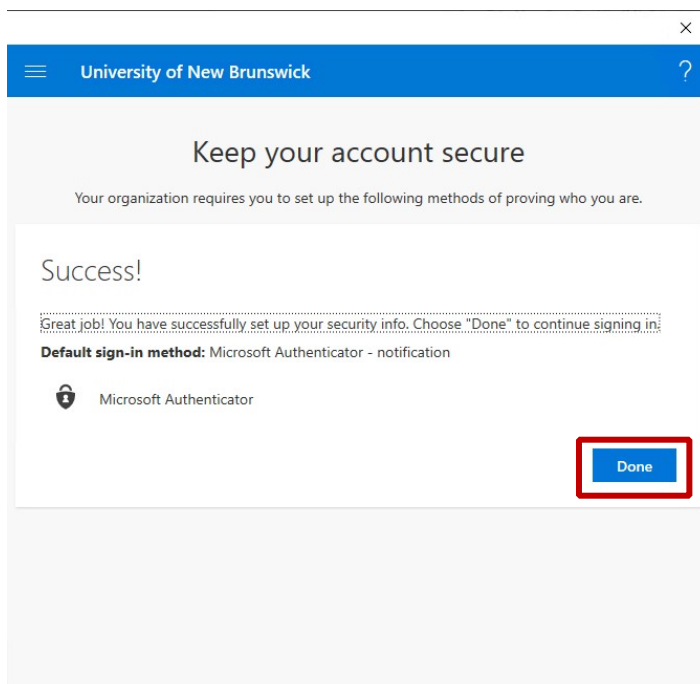 University of New Brunswick
?
Keep your account secure
Your organization requires you to set up the following methods of proving who you are.
Success!
Great job! You have successfully set up your security info. Choose "Done" to continue signing in.
Default sign-in method: Microsoft Authenticator - notification
Microsoft Authenticator
Done